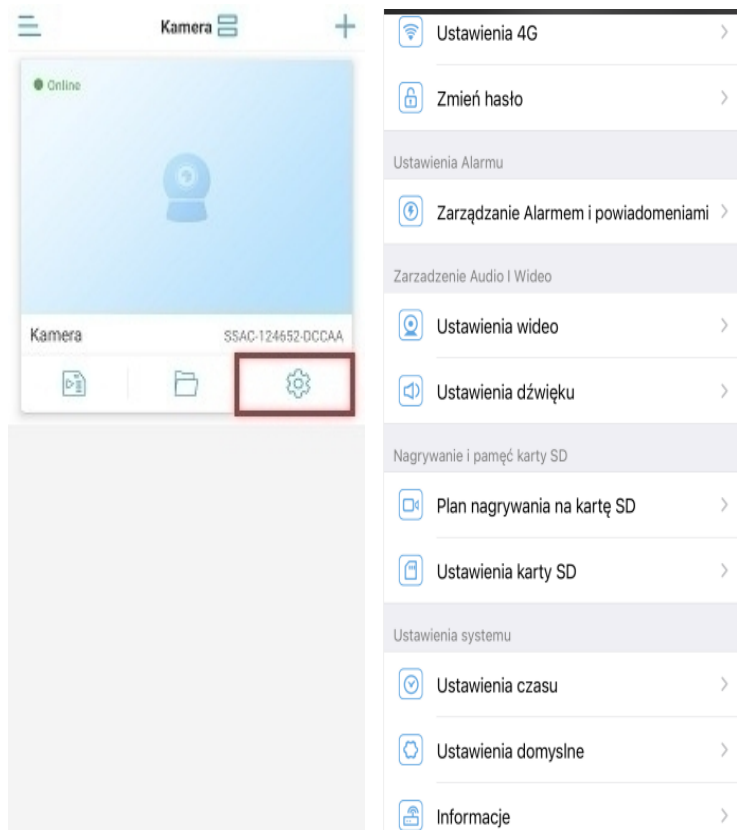 Kamera
Online
Kamera
SSAC-124652-DCCAA
Ustawienia 4G
Zmień hasło
Ustawienia Alarmu
Zarządzanie Alarmem i powiadomeniami
Zarzadzenie Audio I Wideo
Ustawienia wideo
Ustawienia dźwięku
Nagrywanie i pamęć karty SD
Plan nagrywania na kartę SD
Ustawienia karty SD
Ustawienia systemu
Ustawienia czasu
Ustawienia domyslne
Informacje